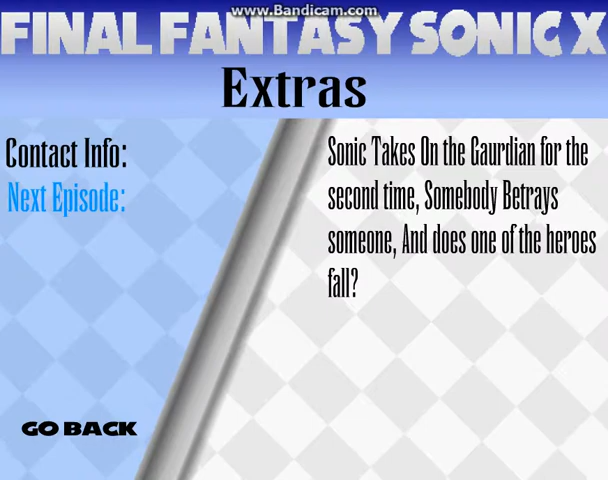 www.Bandicam.com
FINAL FANTASY SONIC X
Extras
Contact Info:
Next Episode:
Sonic Takes On the Gaurdian for the
second time, Somebody Betrays
someone, And does one of the heroes
fall?
GO BACK